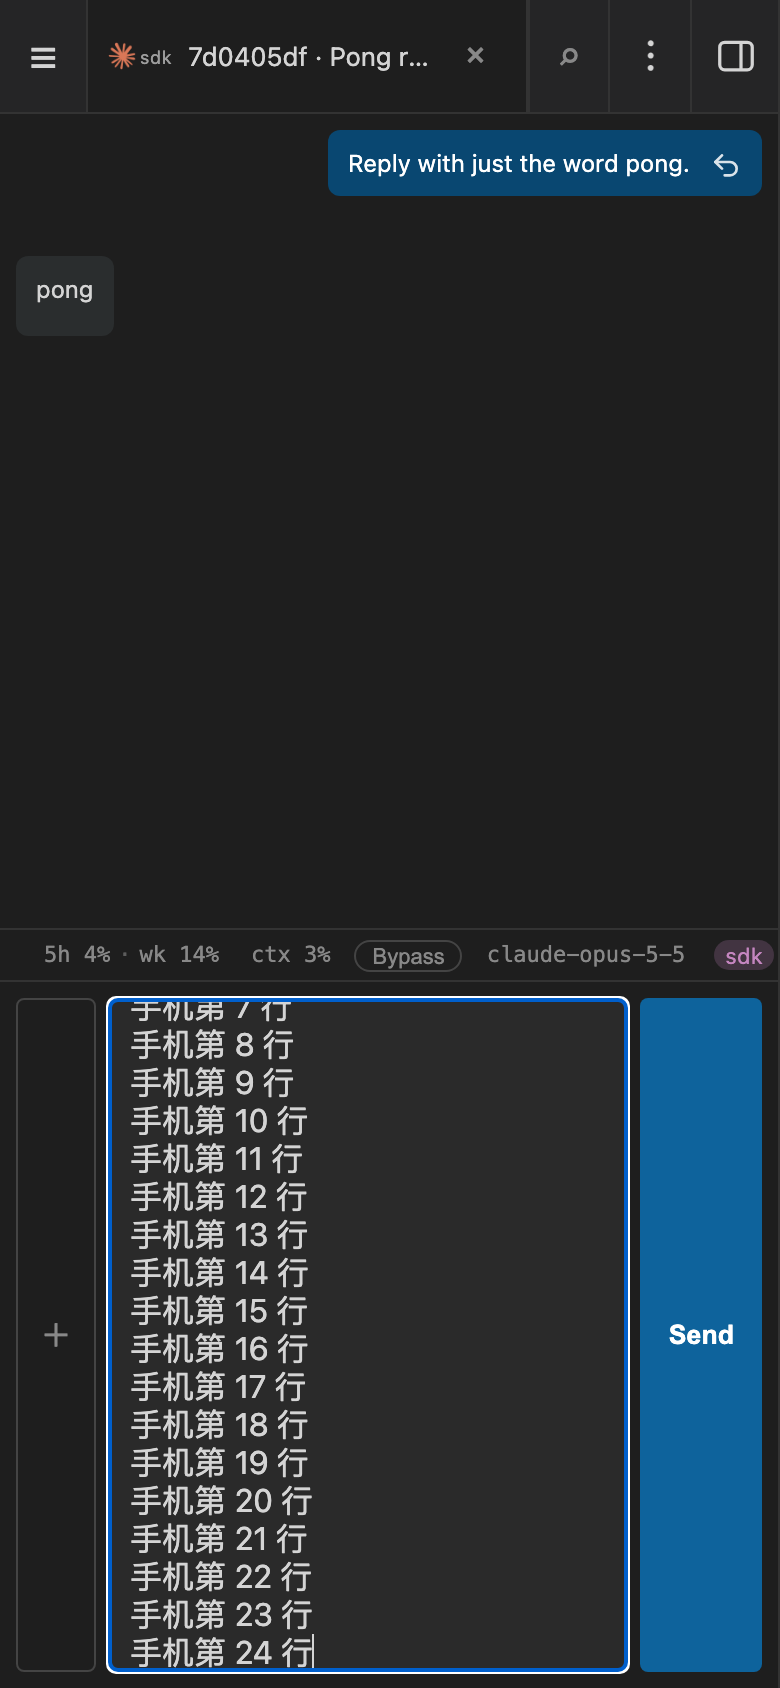 sdk 7d0405df · Pong r...
Reply with just the word pong.
pong
5h 4% · wk 14% ctx 3% Bypass claude-opus-5-5 sdk
手机第 7 行
手机第 8 行
手机第 9 行
手机第 10 行
手机第 11 行
手机第 12 行
手机第 13 行
手机第 14 行
手机第 15 行
手机第 16 行
手机第 17 行
手机第 18 行
手机第 19 行
手机第 20 行
手机第 21 行
手机第 22 行
手机第 23 行
手机第 24 行
Send